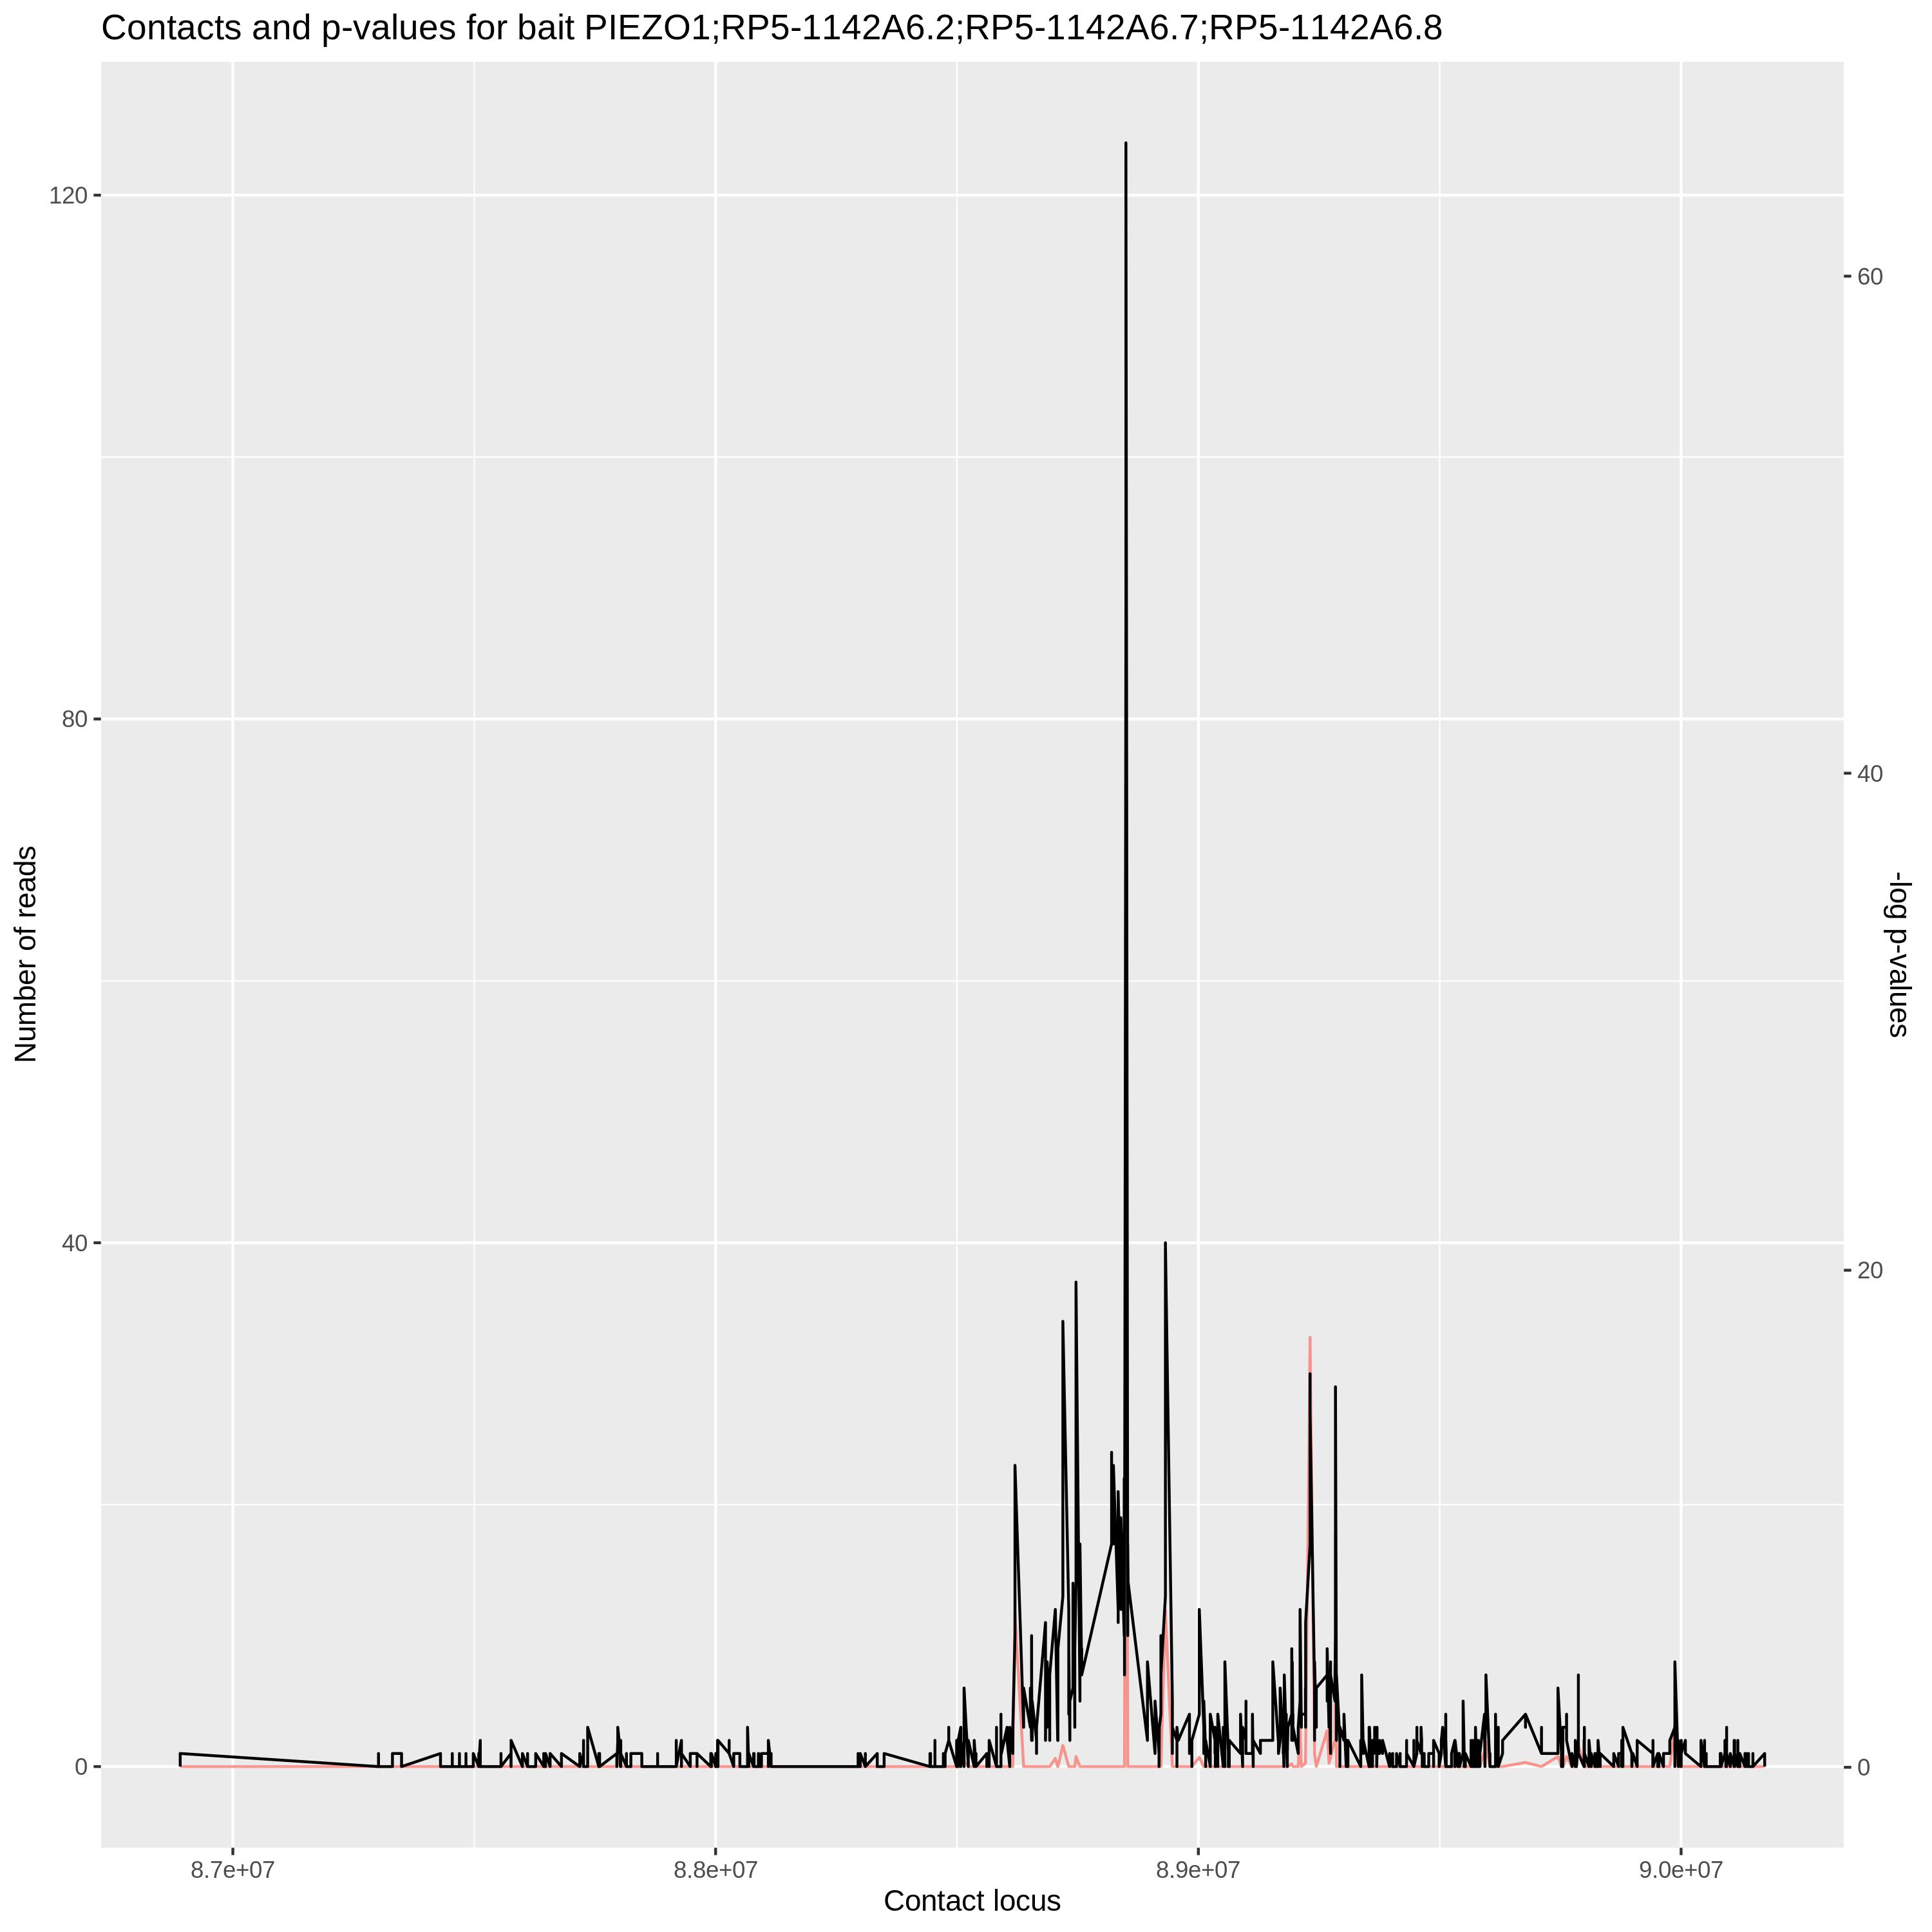 Contacts and p-values for bait PIEZO1;RP5-1142A6.2;RP5-1142A6.7;RP5-1142A6.8
120
80
40
0
Number of reads
60
40
20
0
-log p-values
8.7e+07
8.8e+07
8.9e+07
9.0e+07
Contact locus